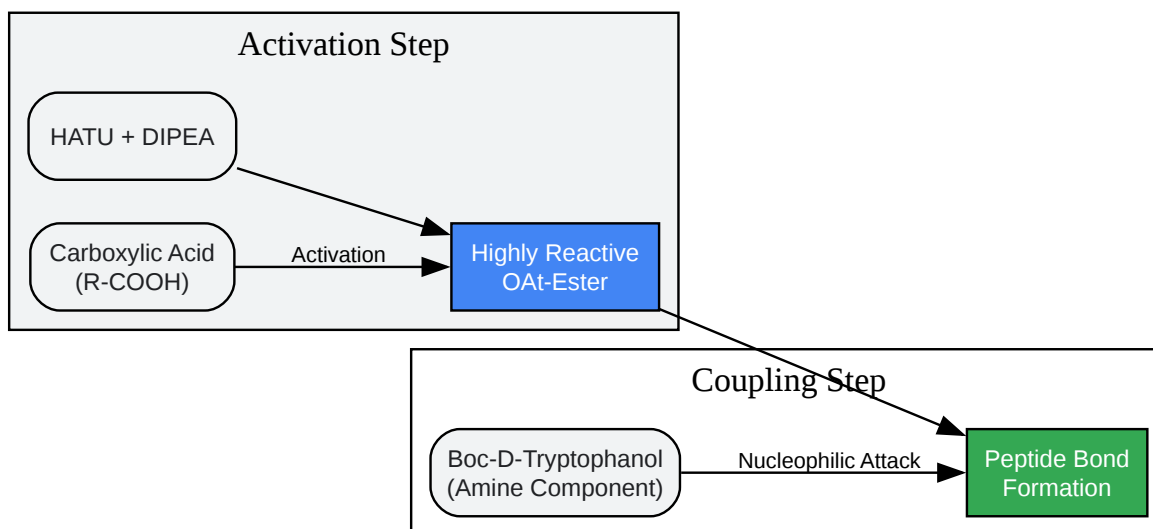 Activation Step
HATU + DIPEA
Carboxylic Acid
(R-COOH)
Activation
Highly Reactive
OAt-Ester
Coupling Step
Boc-D-Tryptophanol
(Amine Component)
Nucleophilic Attack
Peptide Bond
Formation